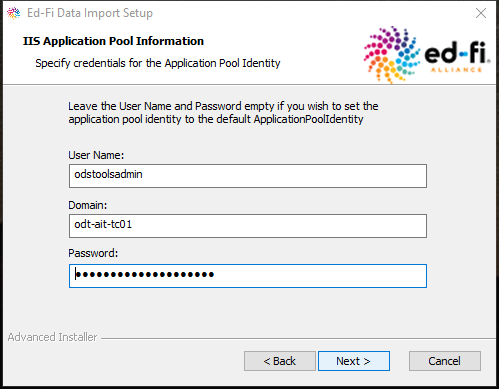 Ed-Fi Data Import Setup
IIS Application Pool Information
Specify credentials for the Application Pool Identity
ed-fi
ALLIANCE
Leave the User Name and Password empty if you wish to set the
application pool identity to the default ApplicationPoolIdentity
User Name:
odstoolsadmin
Domain:
odt-ait-tc01
Password:
••••••••••••••••••••
Advanced Installer
< Back
Next >
Cancel